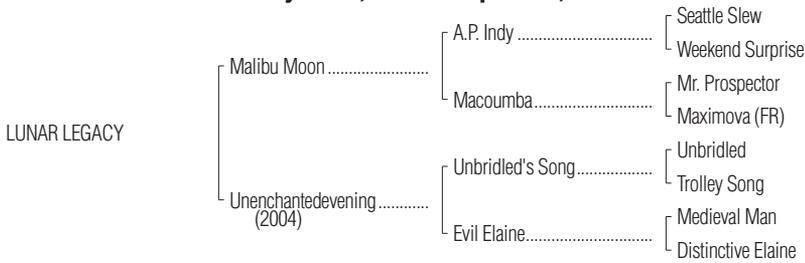 Seattle Slew
A.P. Indy ..............................
Weekend Surprise
Malibu Moon ......................
Mr. Prospector
Macoumba..........................
Maximova (FR)
LUNAR LEGACY
Unbridled
Unbridled's Song.................
Trolley Song
Unenchantedevening ...........
(2004)
Medieval Man
Evil Elaine............................
Distinctive Elaine